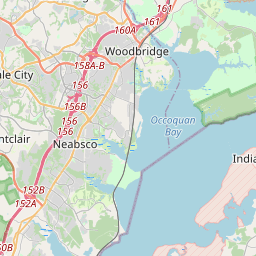 161
160A
161
Woodbridge
158A-B
ale City
156
156B
156
156
Occoquan
Bay
ntclair
Neabsco
India
152B
152A
50B